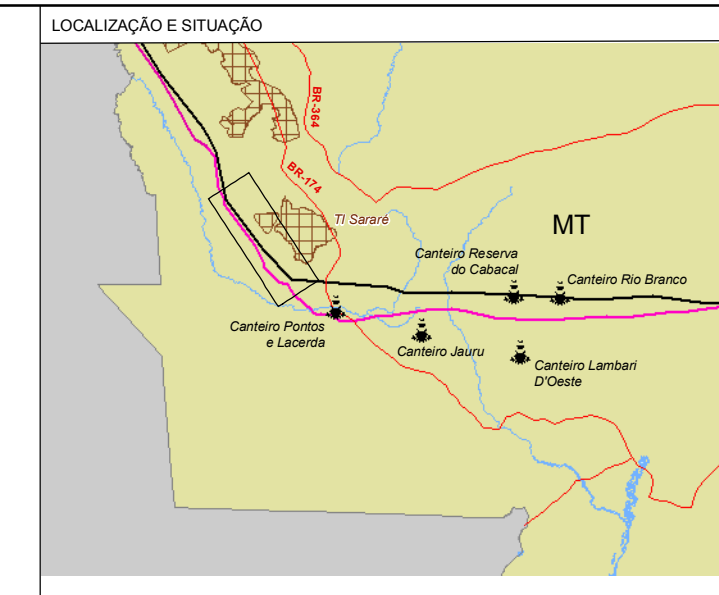 LOCALIZAÇÃO E SITUAÇÃO
BR-364
BR-174
TI Sararé
MT
Canteiro Reserva
do Cabacal
Canteiro Rio Branco
Canteiro Pontos
e Lacerda
Canteiro Jauru
Canteiro Lambari
D'Oeste